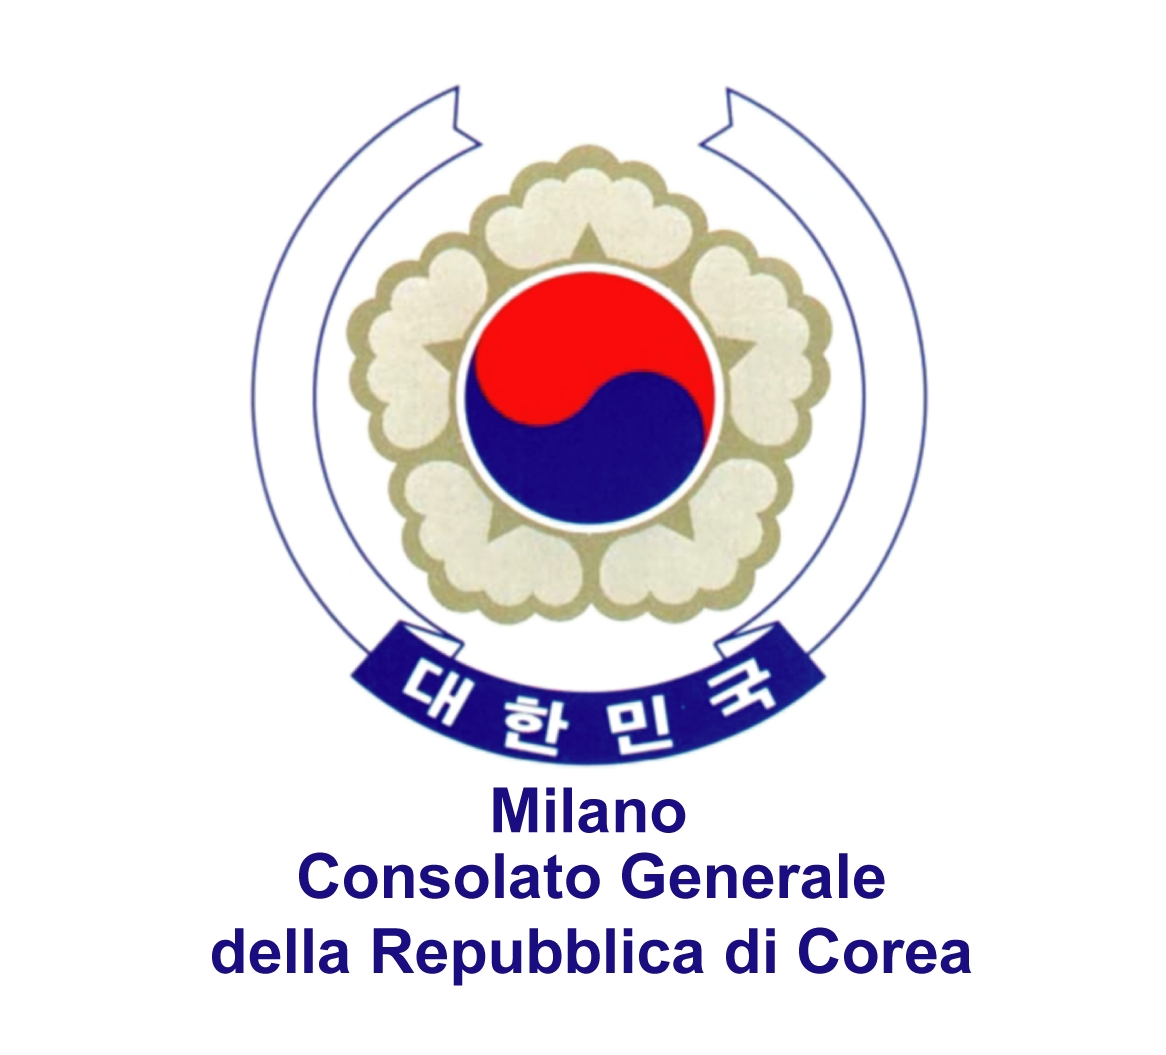 대한민국
Milano
Consolato Generale
della Repubblica di Corea